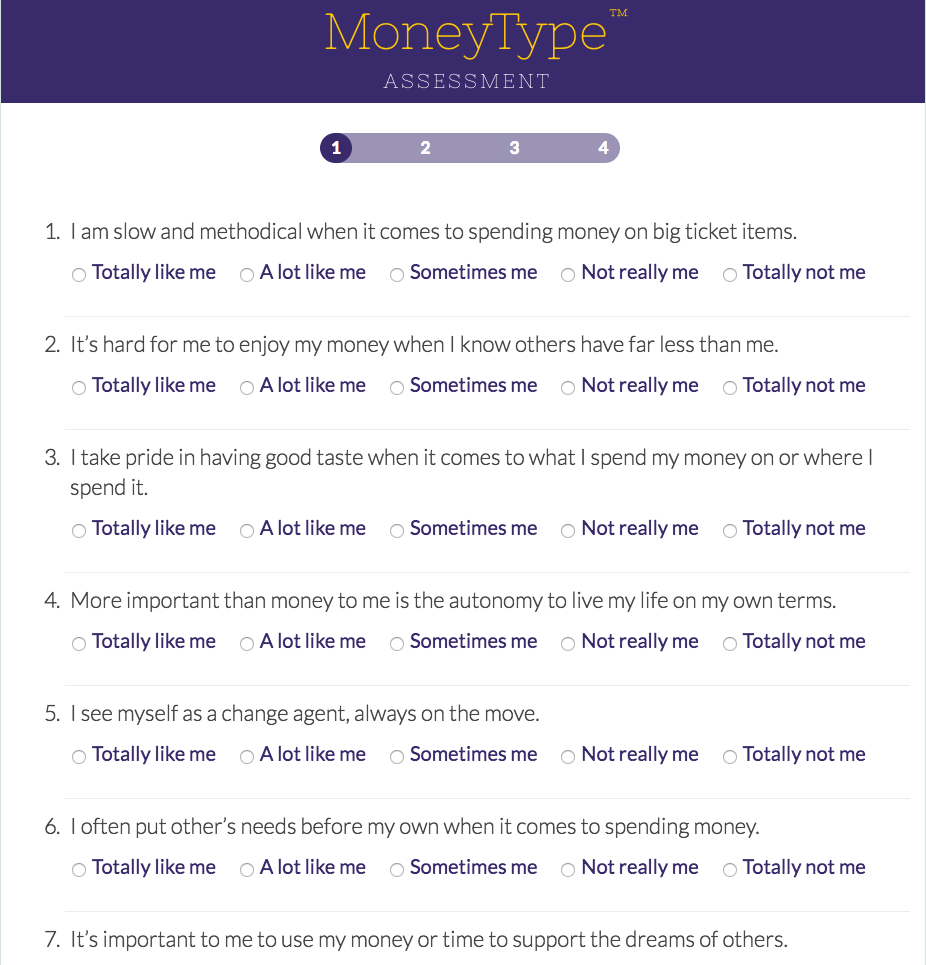 MoneyType™
ASSESSMENT
1 2 3 4
1. I am slow and methodical when it comes to spending money on big ticket items.
Totally like me A lot like me Sometimes me Not really me Totally not me
2. It’s hard for me to enjoy my money when I know others have far less than me.
Totally like me A lot like me Sometimes me Not really me Totally not me
3. I take pride in having good taste when it comes to what I spend my money on or where I
spend it.
Totally like me A lot like me Sometimes me Not really me Totally not me
4. More important than money to me is the autonomy to live my life on my own terms.
Totally like me A lot like me Sometimes me Not really me Totally not me
5. I see myself as a change agent, always on the move.
Totally like me A lot like me Sometimes me Not really me Totally not me
6. I often put other’s needs before my own when it comes to spending money.
Totally like me A lot like me Sometimes me Not really me Totally not me
7. It’s important to me to use my money or time to support the dreams of others.